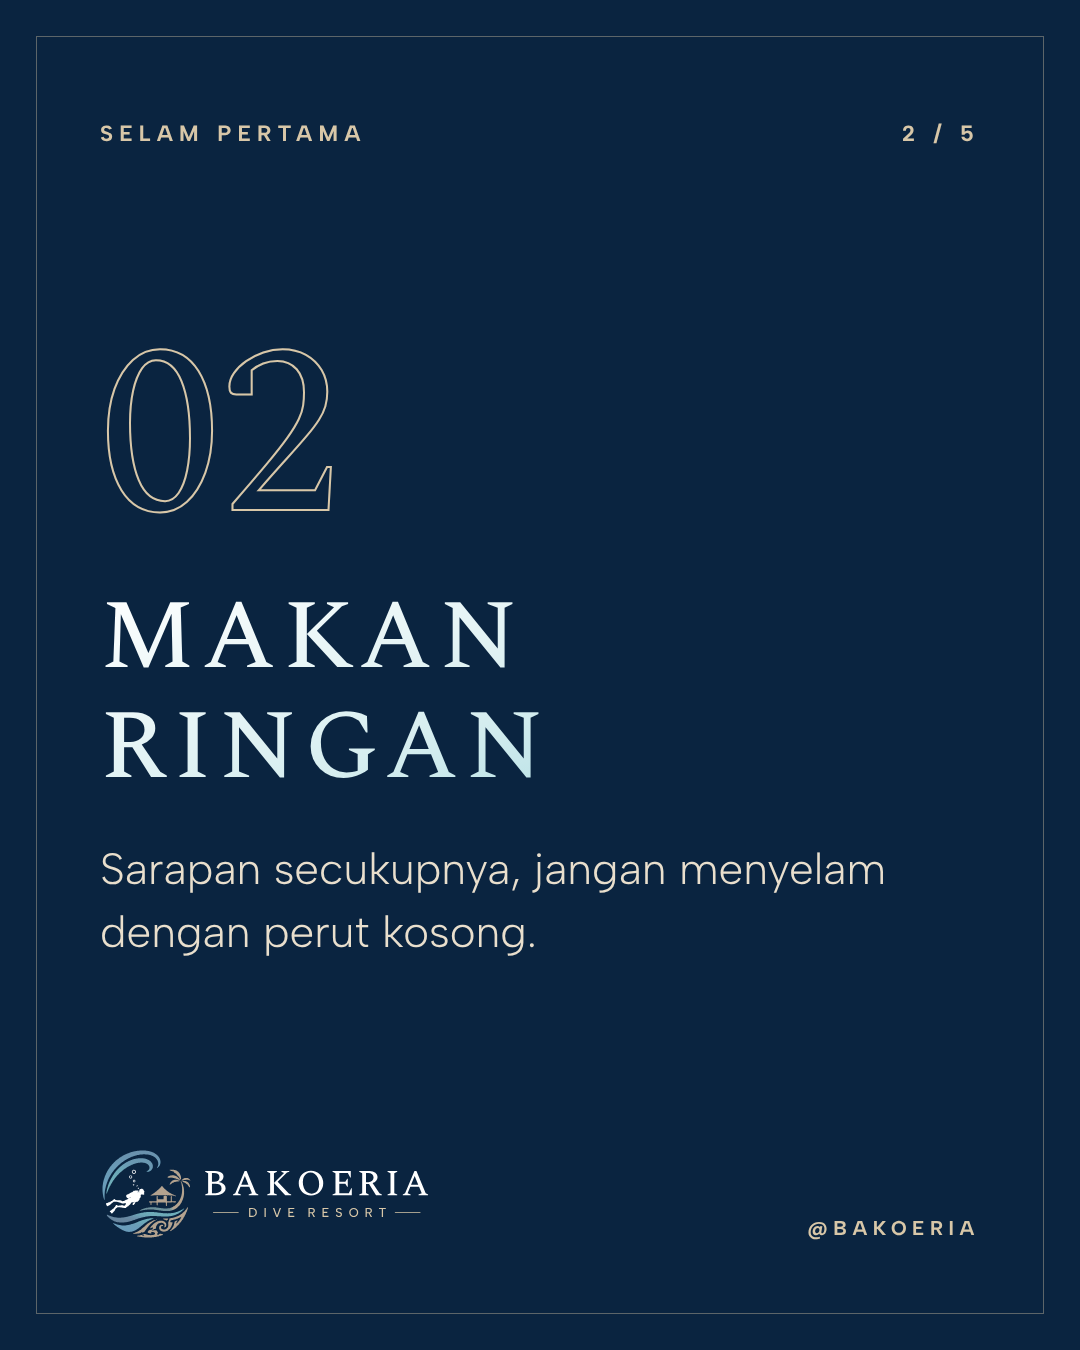 SELAM PERTAMA
2 / 5
02
MAKAN
RINGAN
Sarapan secukupnya, jangan menyelam
dengan perut kosong.
BAKOERIA
DIVE RESORT
@BAKOERIA